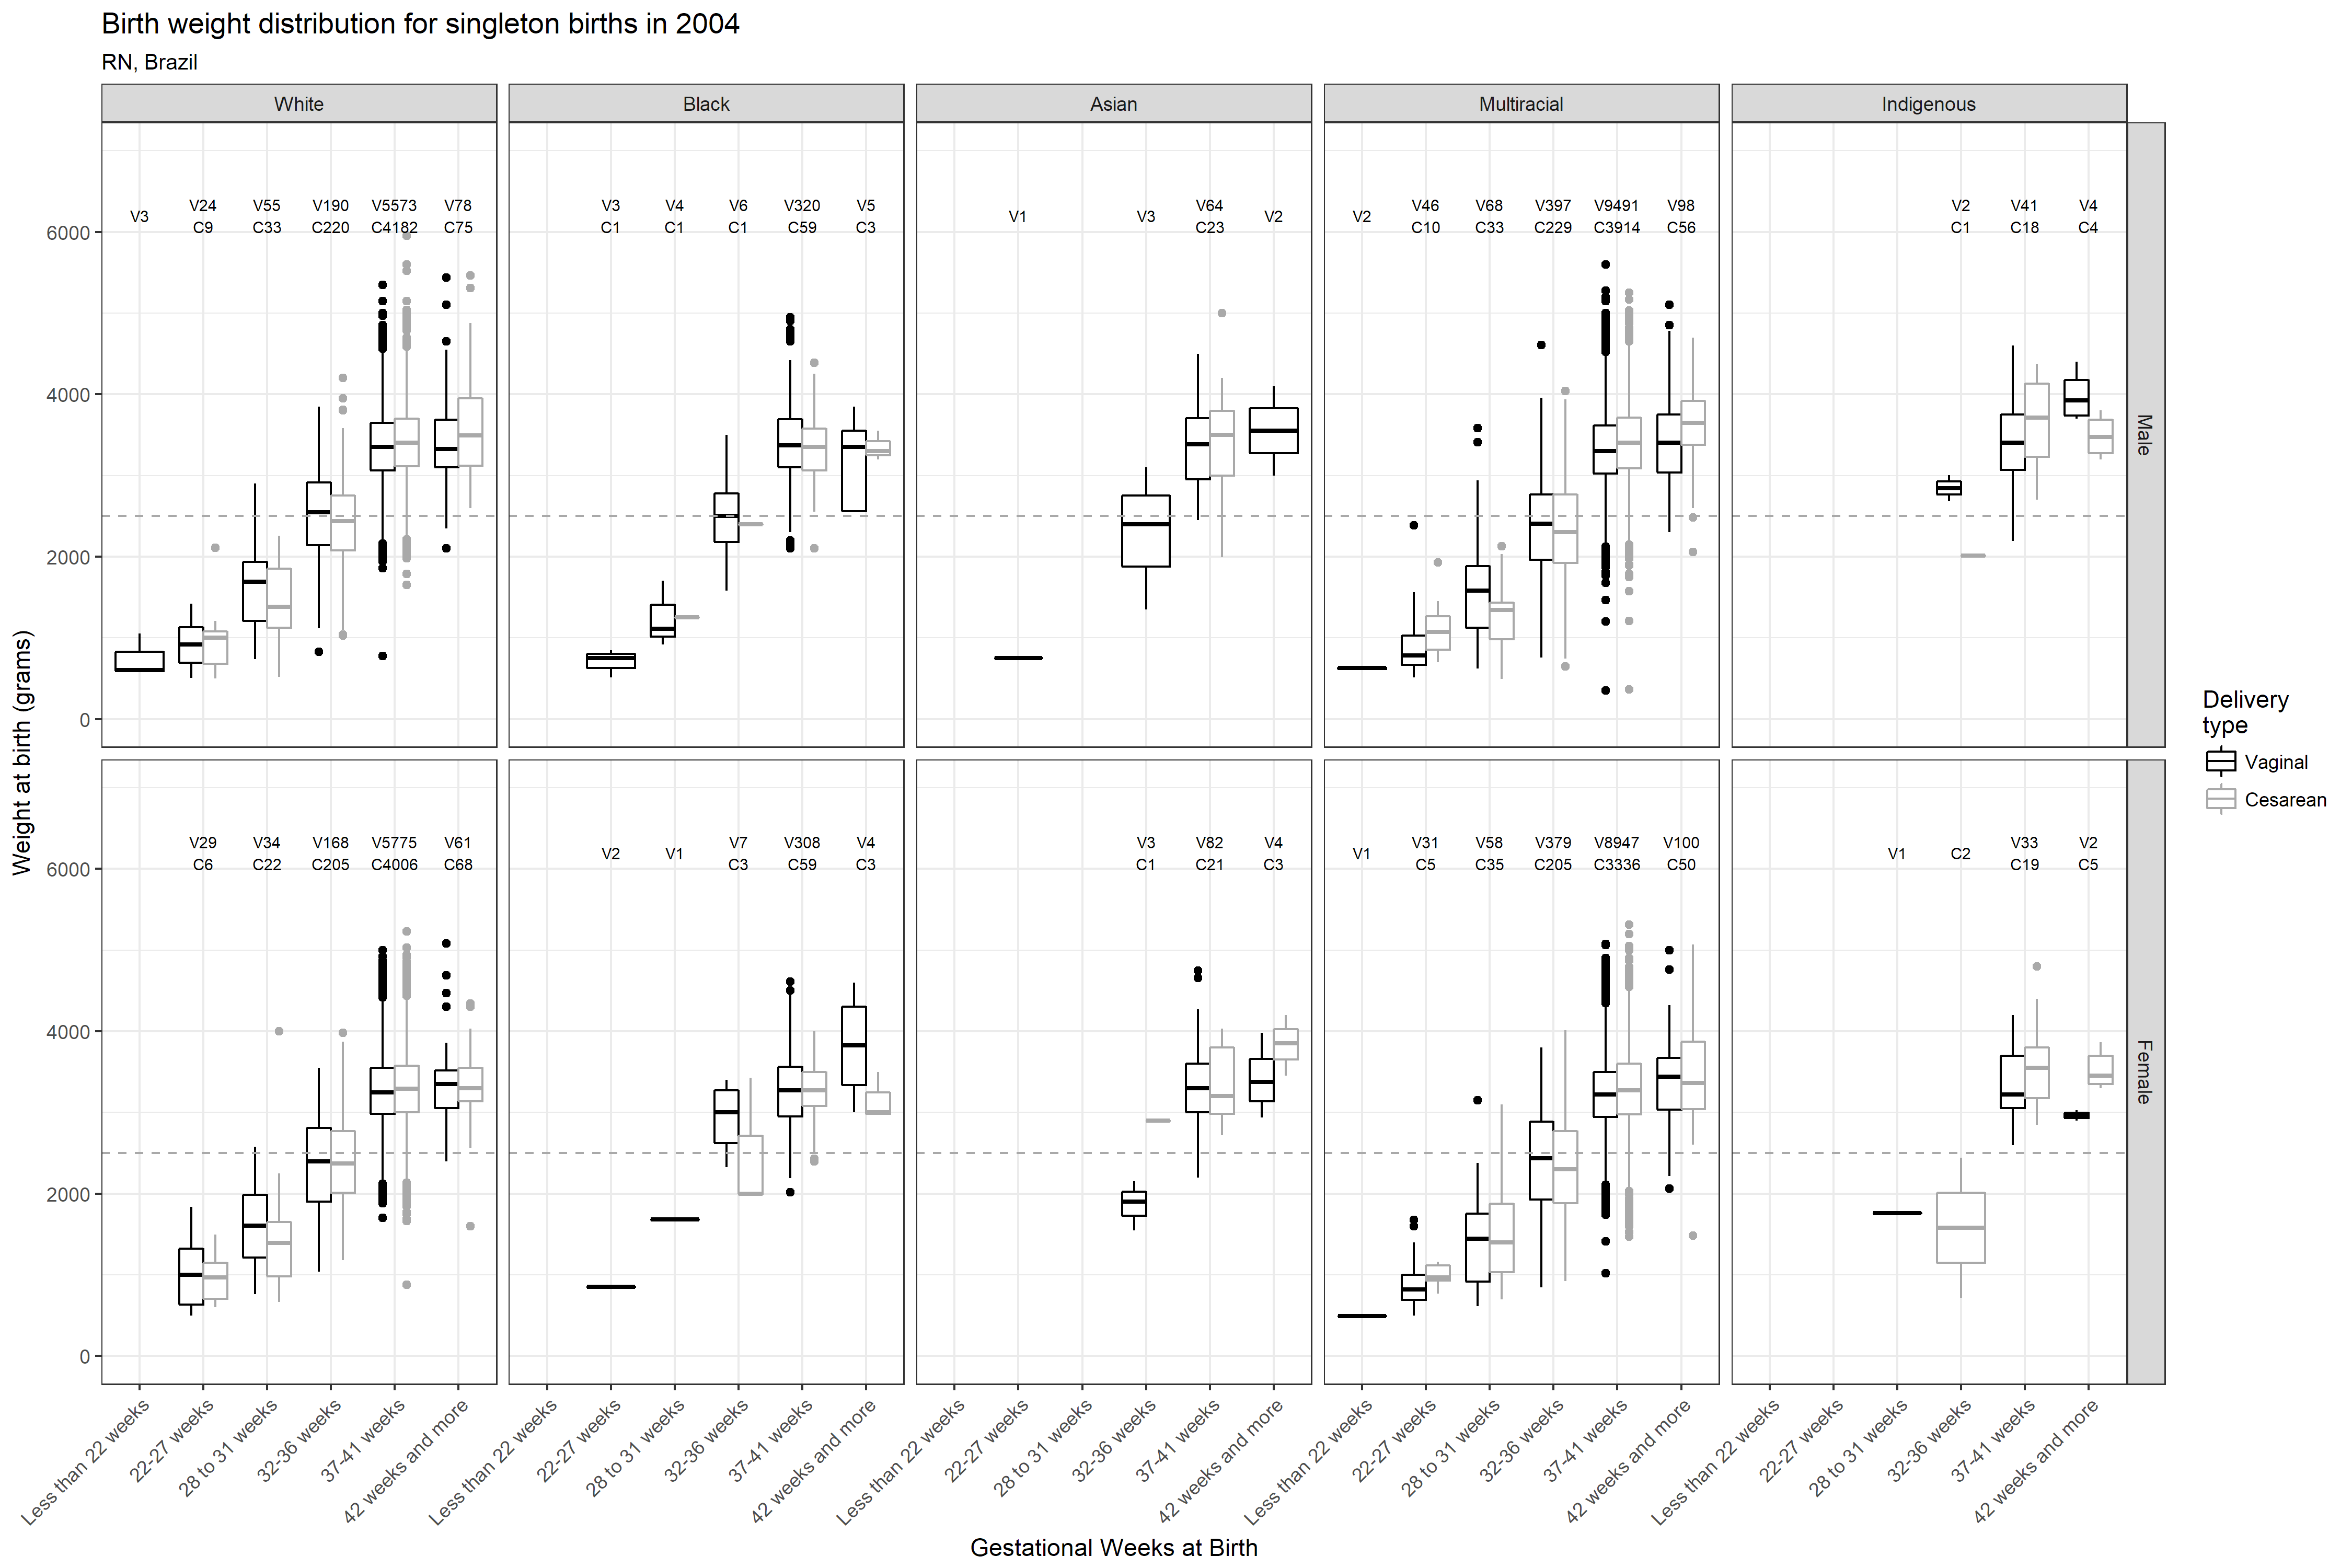 Birth weight distribution for singleton births in 2004
RN, Brazil
White Black Asian Multiracial Indigenous
V3 V24 V55 V190 V5573 V78 V3 V4 V6 V320 V5 V1 V3 V64 V2 V2 V46 V68 V397 V9491 V98 V2 V41 V4
C9 C33 C220 C4182 C75 C1 C1 C1 C59 C3 C23 C10 C33 C229 C3914 C56 C1 C18 C4
6000
4000
2000
0
Male
V29 V34 V168 V5775 V61 V2 V1 V7 V308 V4 V3 V82 V4 V1 V31 V58 V379 V8947 V100 V1 C2 V33 V2
C6 C22 C205 C4006 C68 C3 C59 C3 C1 C21 C3 C5 C35 C205 C3336 C50 C19 C5
6000
4000
2000
0
Female
Weight at birth (grams)
Less than 22 weeks 22-27 weeks 28 to 31 weeks 32-36 weeks 37-41 weeks 42 weeks and more
Less than 22 weeks 22-27 weeks 28 to 31 weeks 32-36 weeks 37-41 weeks 42 weeks and more
Less than 22 weeks 22-27 weeks 28 to 31 weeks 32-36 weeks 37-41 weeks 42 weeks and more
Less than 22 weeks 22-27 weeks 28 to 31 weeks 32-36 weeks 37-41 weeks 42 weeks and more
Less than 22 weeks 22-27 weeks 28 to 31 weeks 32-36 weeks 37-41 weeks 42 weeks and more
Gestational Weeks at Birth
Delivery
type
Vaginal
Cesarean